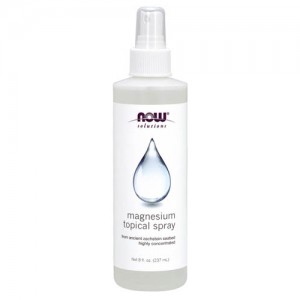 now
solutions
magnesium
topical spray
from ancient zechstein seabed
highly concentrated
Net 8 fl. oz. (237 mL)